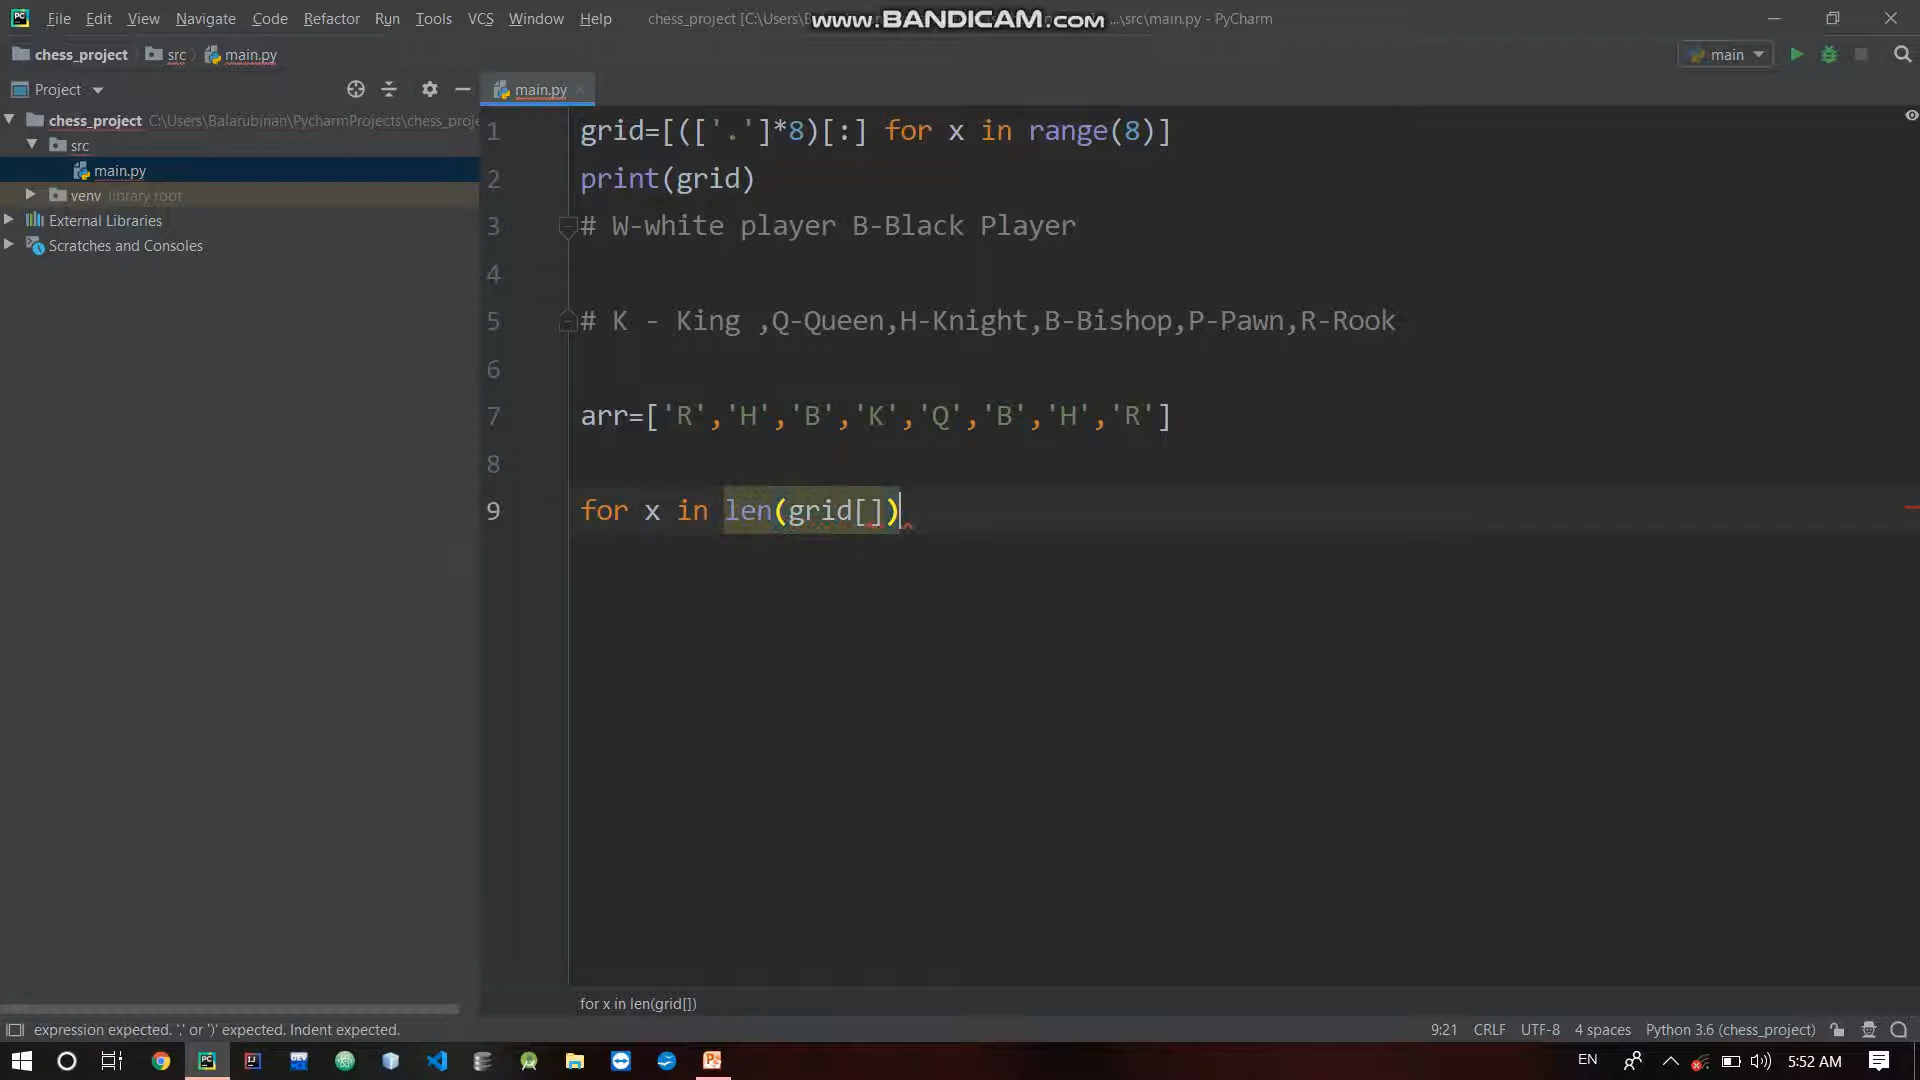 File Edit View Navigate Code Refactor Run Tools VCS Window Help
chess_project [C:\Users\B
www.BANDICAM.com
...\src\main.py - PyCharm
chess_project src main.py
main
Project
main.py
chess_project C:\Users\Balarubinan\PycharmProjects\chess_proje
src
main.py
venv library root
External Libraries
Scratches and Consoles
1 grid=[(['.']*8)[:] for x in range(8)]
2 print(grid)
3 # W-white player B-Black Player
4
5 # K - King ,Q-Queen,H-Knight,B-Bishop,P-Pawn,R-Rook
6
7 arr=['R','H','B','K','Q','B','H','R']
8
9 for x in len(grid[])
for x in len(grid[])
expression expected. ',' or ')' expected. Indent expected.
9:21 CRLF UTF-8 4 spaces Python 3.6 (chess_project)
EN
5:52 AM